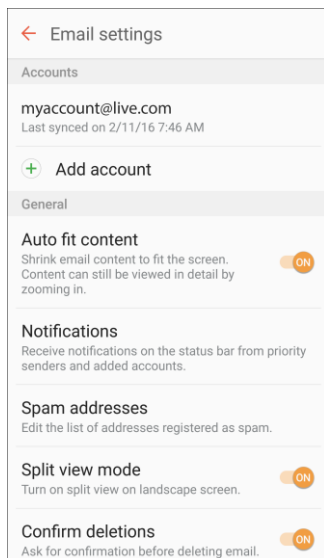 Email settings
Accounts
myaccount@live.com
Last synced on 2/11/16 7:46 AM
Add account
General
Auto fit content
Shrink email content to fit the screen.
Content can still be viewed in detail by
zooming in.
ON
Notifications
Receive notifications on the status bar from priority
senders and added accounts.
Spam addresses
Edit the list of addresses registered as spam.
Split view mode
Turn on split view on landscape screen.
ON
Confirm deletions
Ask for confirmation before deleting email.
ON